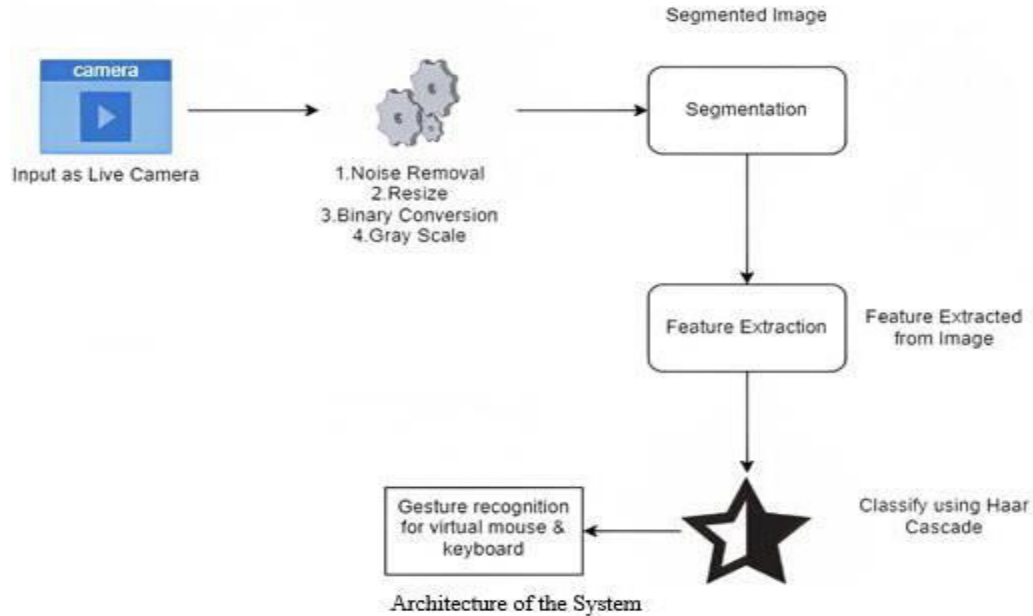 Segmented Image
camera
Segmentation
Input as Live Camera
1.Noise Removal
2.Resize
3.Binary Conversion
4.Gray Scale
Feature Extraction
Feature Extracted
from Image
Classify using Haar
Cascade
Gesture recognition
for virtual mouse &
keyboard
Architecture of the System